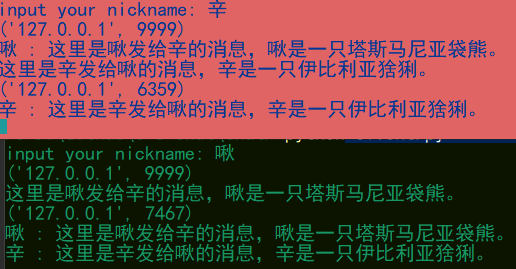 input your nickname: 辛
('127.0.0.1', 9999)
啾 : 这里是啾发给辛的消息，啾是一只塔斯马尼亚袋熊。
这里是辛发给啾的消息，辛是一只伊比利亚猞猁。
('127.0.0.1', 6359)
辛 : 这里是辛发给啾的消息，辛是一只伊比利亚猞猁。
input your nickname: 啾
('127.0.0.1', 9999)
这里是啾发给辛的消息，啾是一只塔斯马尼亚袋熊。
('127.0.0.1', 7467)
啾 : 这里是啾发给辛的消息，啾是一只塔斯马尼亚袋熊。
辛 : 这里是辛发给啾的消息，辛是一只伊比利亚猞猁。